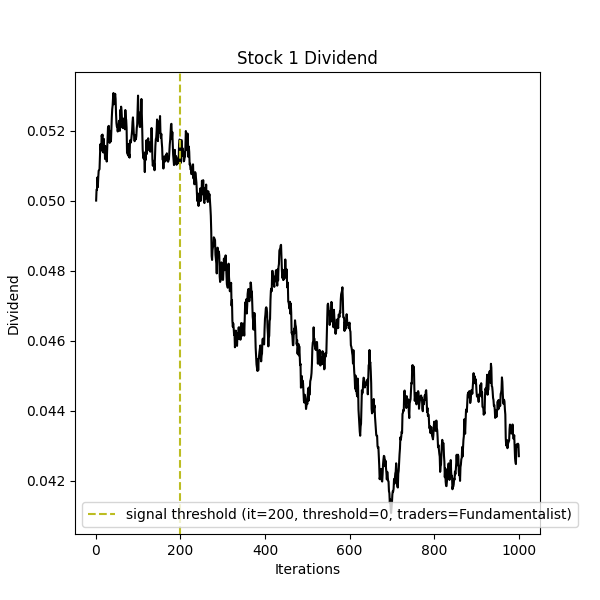 Stock 1 Dividend
0.052
0.050
0.048
0.046
0.044
0.042
Dividend
signal threshold (it=200, threshold=0, traders=Fundamentalist)
0 200 400 600 800 1000
Iterations